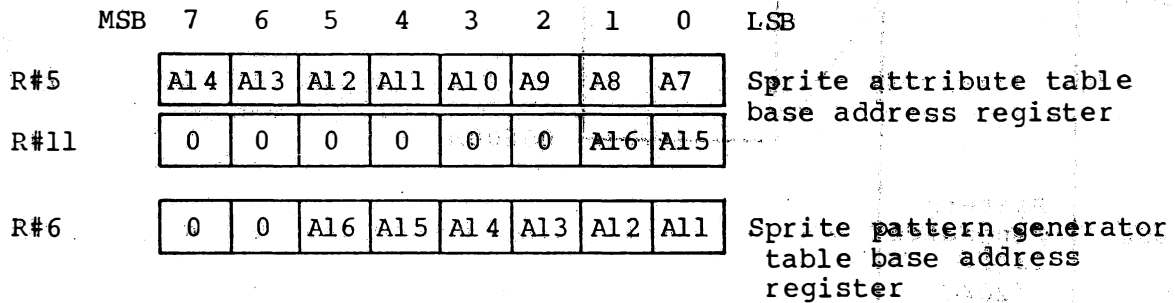 MSB 7 6 5 4 3 2 1 0 LSB
R#5 A14 A13 A12 A11 A10 A9 A8 A7 Sprite attribute table
base address register
R#11 0 0 0 0 0 0 A16 A15
R#6 0 0 A16 A15 A14 A13 A12 A11 Sprite pattern generator
table base address
register